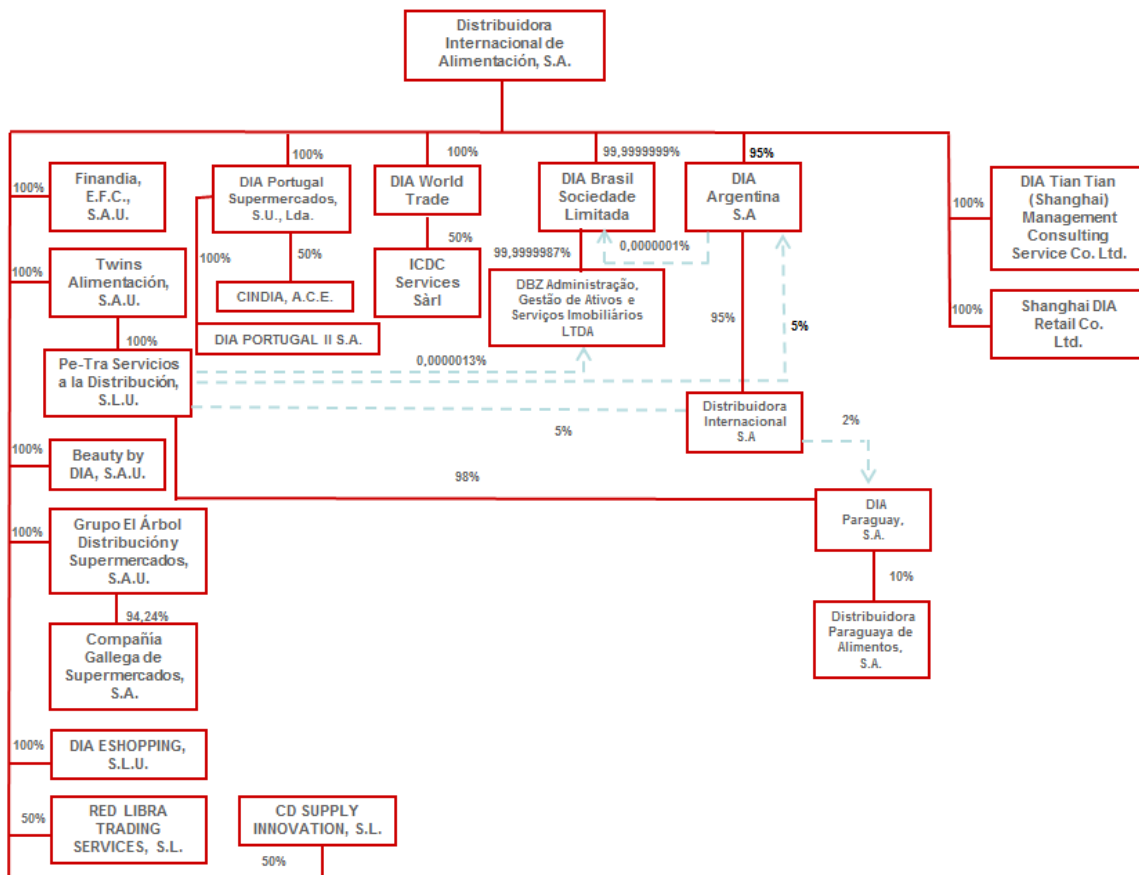 Distribuidora
Internacional de
Alimentación, S.A.
100%
100%
99,9999999%
95%
100%
Finandia,
E.F.C.,
S.A.U.
DIA Portugal
Supermercados,
S.U., Lda.
DIA World
Trade
DIA Brasil
Sociedade
Limitada
DIA
Argentina
S.A
100%
DIA Tian Tian
(Shanghai)
Management
Consulting
Service Co. Ltd.
100%
Twins
Alimentación,
S.A.U.
100%
50%
50%
99,9999987%
0,0000001%
CINDIA, A.C.E.
ICDC
Services
Sàrl
DBZ Administração,
Gestão de Ativos e
Serviços Imobiliários
LTDA
95%
5%
100%
Shanghai DIA
Retail Co.
Ltd.
100%
DIA PORTUGAL II S.A.
Pe-Tra Servicios
a la Distribución,
S.L.U.
0,0000013%
5%
Distribuidora
Internacional
S.A
2%
100%
Beauty by
DIA, S.A.U.
98%
DIA
Paraguay,
S.A.
100%
Grupo El Árbol
Distribución y
Supermercados,
S.A.U.
10%
94,24%
Distribuidora
Paraguaya de
Alimentos,
S.A.
Compañía
Gallega de
Supermercados,
S.A.
100%
DIA ESHOPPING,
S.L.U.
50%
RED LIBRA
TRADING
SERVICES, S.L.
CD SUPPLY
INNOVATION, S.L.
50%